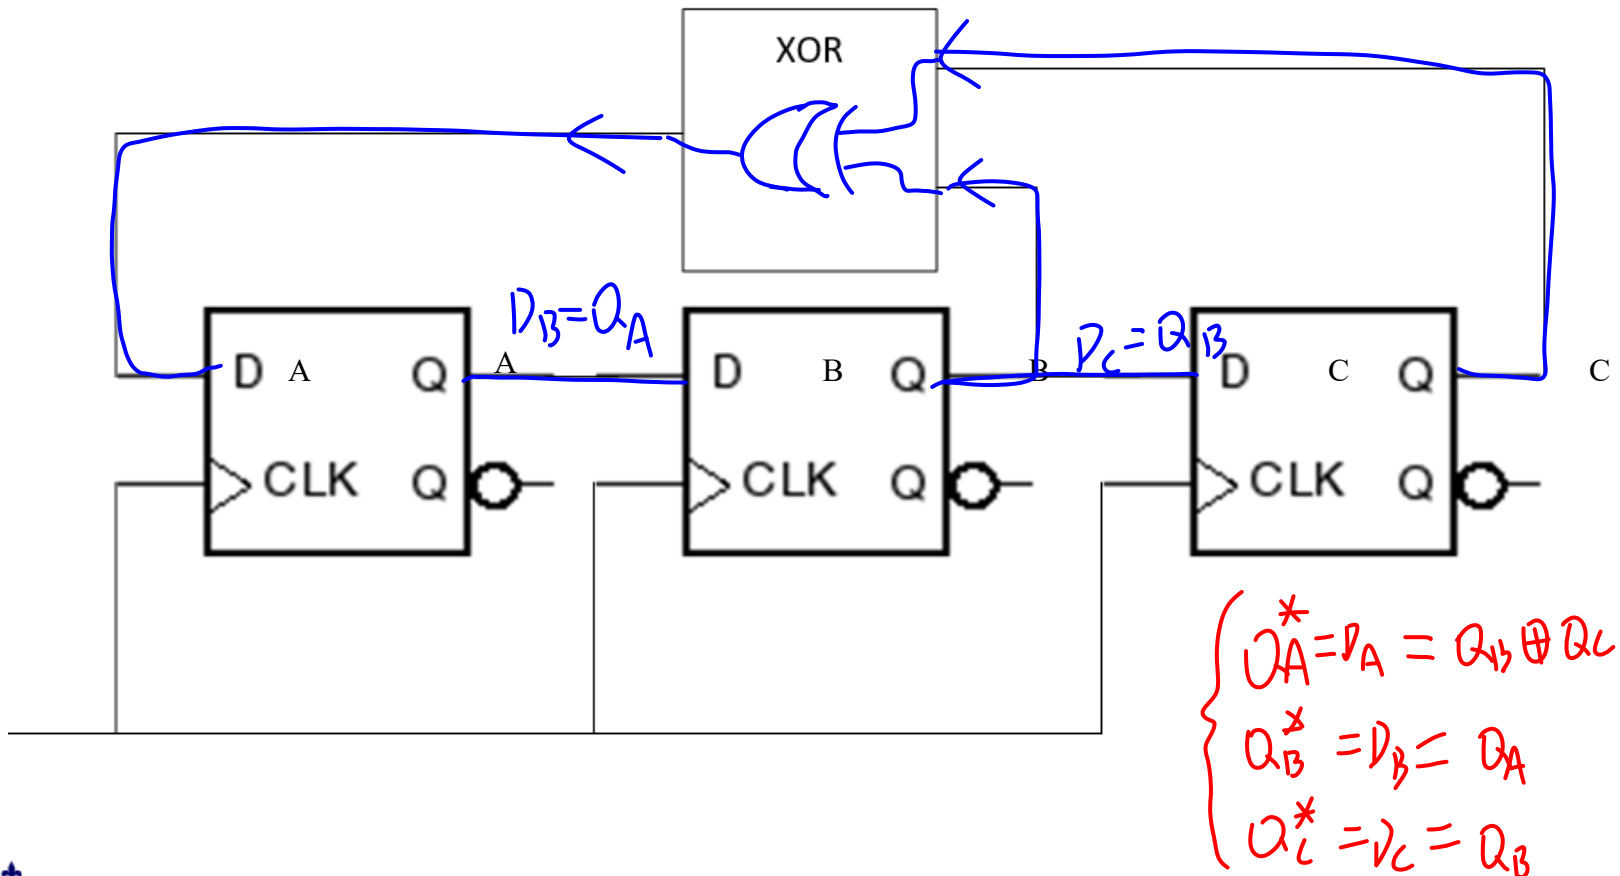 XOR
D_B=Q_A
D_C=Q_B
D A Q A D B Q B D C Q C
CLK Q CLK Q CLK Q
Q_A^*=D_A=Q_B⊕Q_C
Q_B^*=D_B=Q_A
Q_C^*=D_C=Q_B